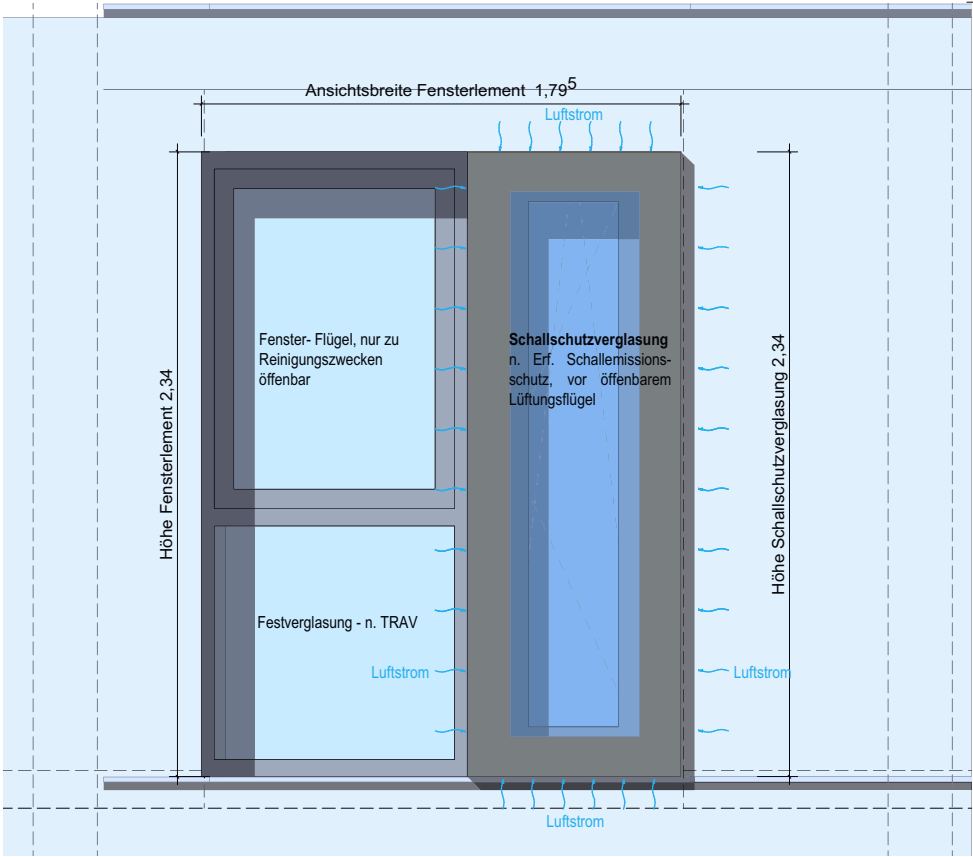 Ansichtsbreite Fensterlement 1,79⁵
Luftstrom
Höhe Fensterlement 2,34
Fenster- Flügel, nur zu
Reinigungszwecken
öffenbar
Schallschutzverglasung
n. Erf. Schallemissions-
schutz, vor öffenbarem
Lüftungsflügel
Höhe Schallschutzverglasung 2,34
Festverglasung - n. TRAV
Luftstrom
Luftstrom
Luftstrom